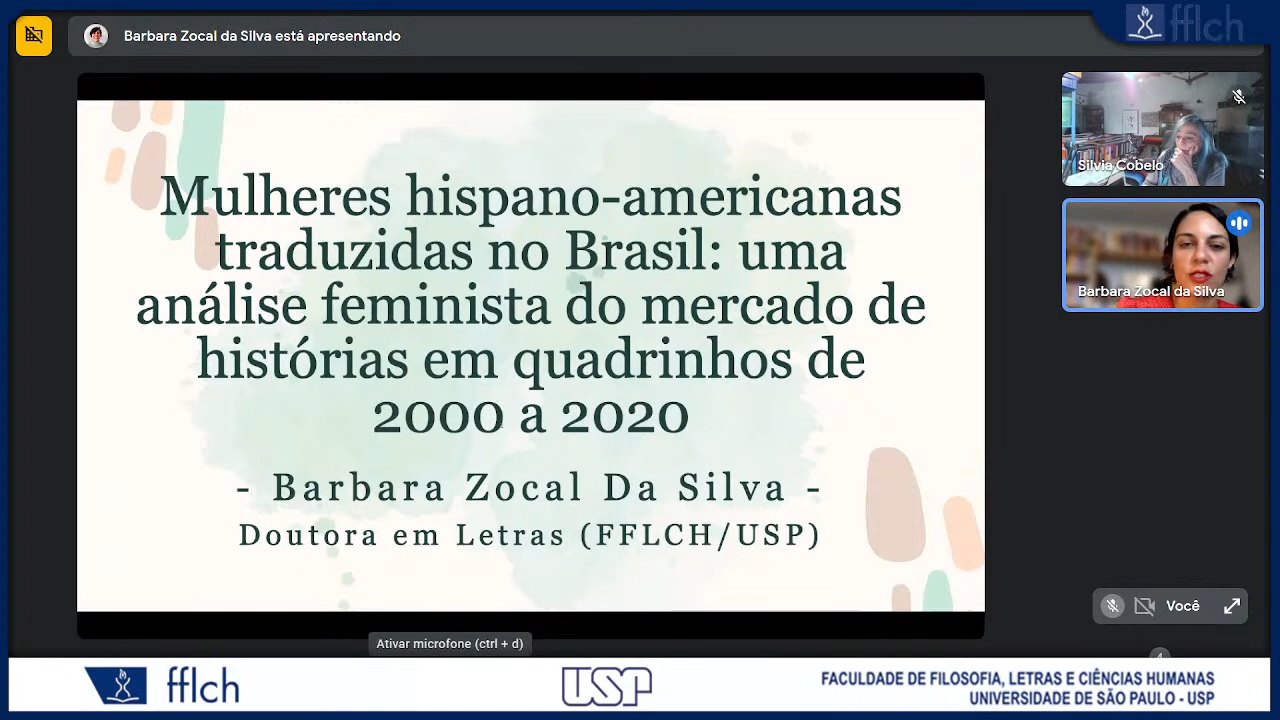 Barbara Zocal da Silva está apresentando
fflch
Mulheres hispano-americanas
traduzidas no Brasil: uma
análise feminista do mercado de
histórias em quadrinhos de
2000 a 2020
- Barbara Zocal Da Silva -
Doutora em Letras (FFLCH/USP)
Silvia Cobelo
Barbara Zocal da Silva
Você
Ativar microfone (ctrl + d)
fflch
USP
FACULDADE DE FILOSOFIA, LETRAS E CIÊNCIAS HUMANAS
UNIVERSIDADE DE SÃO PAULO - USP